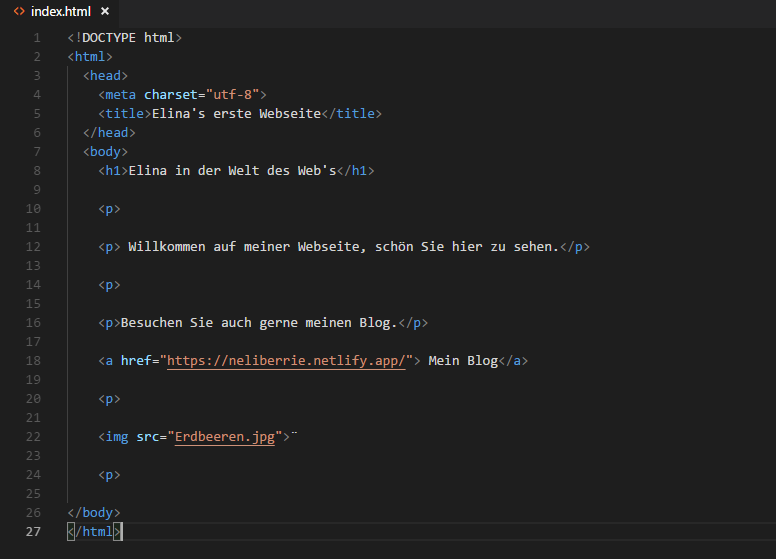 <> index.html ×
1 <!DOCTYPE html>
2 <html>
3 <head>
4 <meta charset="utf-8">
5 <title>Elina's erste Webseite</title>
6 </head>
7 <body>
8 <h1>Elina in der Welt des Web's</h1>
9
10 <p>
11
12 <p> Willkommen auf meiner Webseite, schön Sie hier zu sehen.</p>
13
14 <p>
15
16 <p>Besuchen Sie auch gerne meinen Blog.</p>
17
18 <a href="https://neliberrie.netlify.app/"> Mein Blog</a>
19
20 <p>
21
22 <img src="Erdbeeren.jpg">¨
23
24 <p>
25
26 </body>
27 </html>